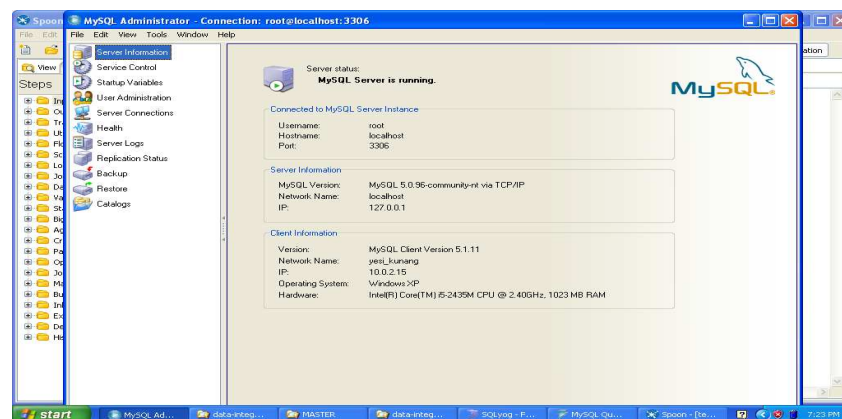 Spoon
MySQL Administrator - Connection: root@localhost:3306
File Edit
File Edit View Tools Window Help
View
Steps
Server Information
Service Control
Startup Variables
User Administration
Server Connections
Health
Server Logs
Replication Status
Backup
Restore
Catalogs
Server status:
MySQL Server is running.
MySQL
Connected to MySQL Server Instance
Username: root
Hostname: localhost
Port: 3306
Server Information
MySQL Version: MySQL 5.0.96-community-nt via TCP/IP
Network Name: localhost
IP: 127.0.0.1
Client Information
Version: MySQL Client Version 5.1.11
Network Name: yesi_kunang
IP: 10.0.2.15
Operating System: Windows XP
Hardware: Intel(R) Core(TM) i5-2435M CPU @ 2.40GHz, 1023 MB RAM
start
MySQL Ad...
data-integ...
MASTER
data-integ...
SQLyog - F...
MySQL Qu...
Spoon - [te...
7:23 PM